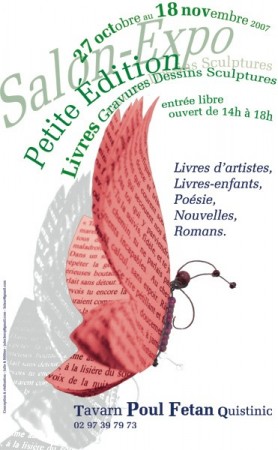 27 octobre au 18 novembre 2007
Salon-Expo
Petite Édition
Livres Gravures Dessins Sculptures
entrée libre
ouvert de 14h à 18h
Livres d'artistes,
Livres-enfants,
Poésie,
Nouvelles,
Romans.
Tavarn Poul Fetan Quistinic
02 97 39 79 73